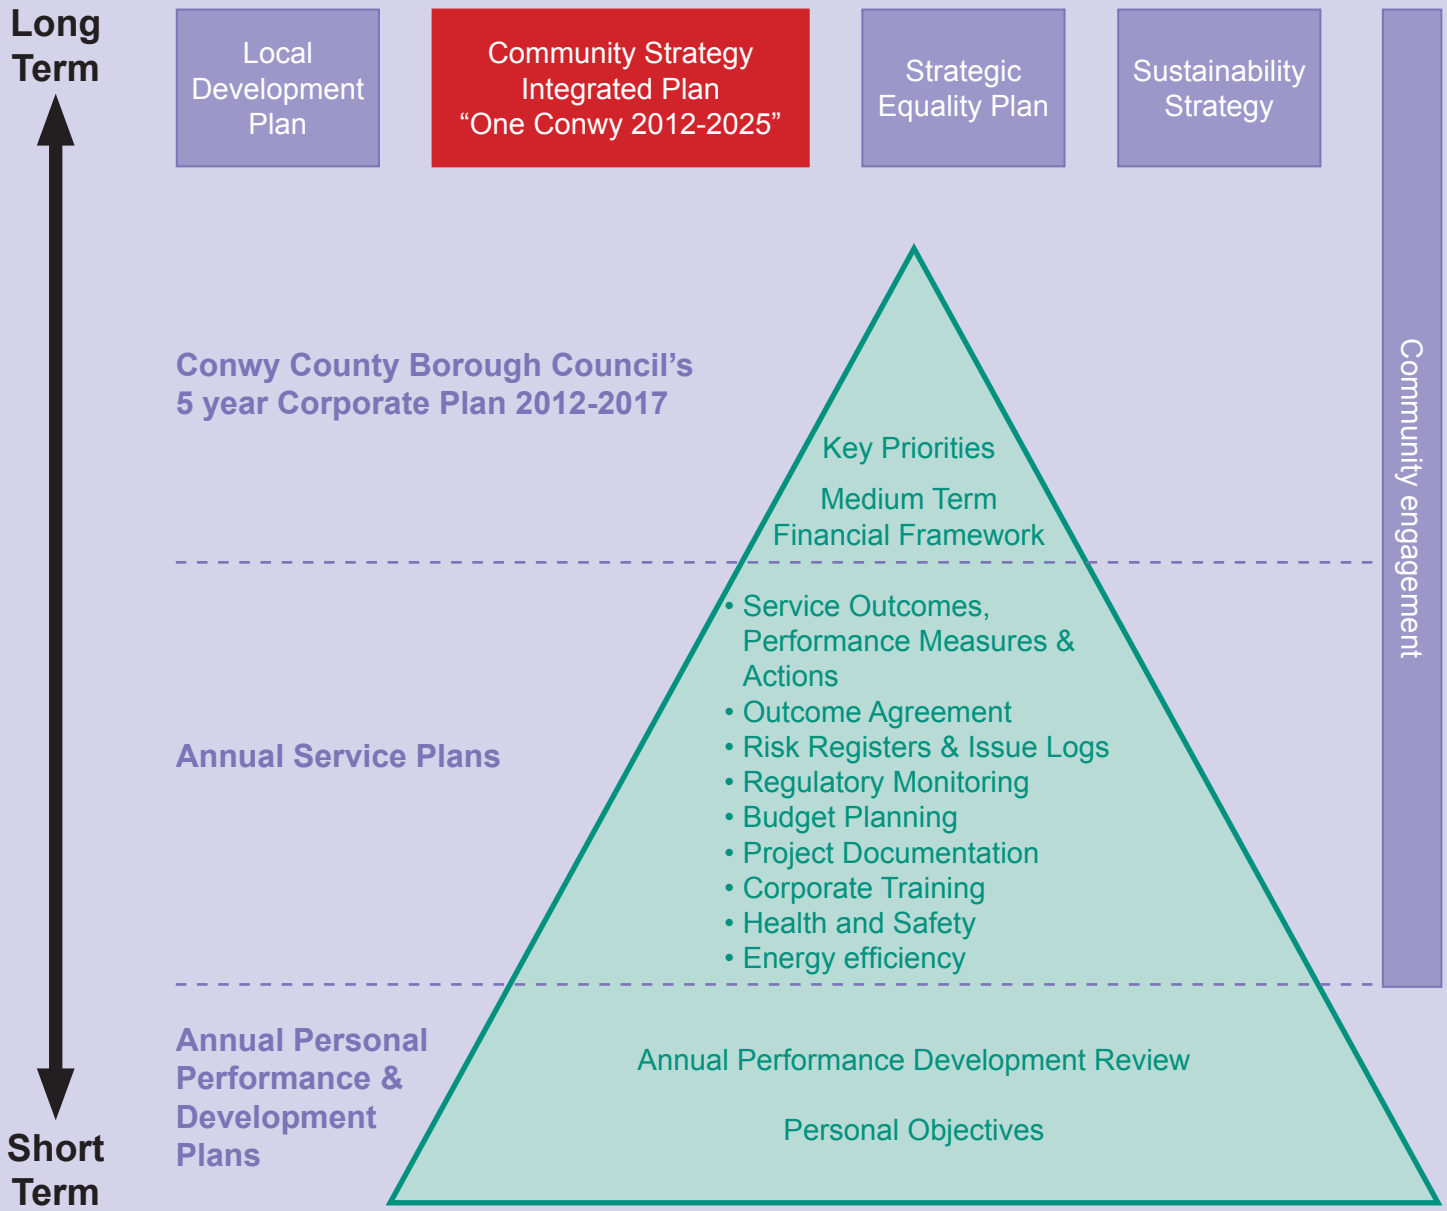 Long
Term
Local
Development
Plan
Community Strategy
Integrated Plan
“One Conwy 2012-2025”
Strategic
Equality Plan
Sustainability
Strategy
Community engagement
Conwy County Borough Council’s
5 year Corporate Plan 2012-2017
Key Priorities
Medium Term
Financial Framework
Annual Service Plans
• Service Outcomes,
Performance Measures &
Actions
• Outcome Agreement
• Risk Registers & Issue Logs
• Regulatory Monitoring
• Budget Planning
• Project Documentation
• Corporate Training
• Health and Safety
• Energy efficiency
Annual Personal
Performance &
Development
Plans
Annual Performance Development Review
Personal Objectives
Short
Term